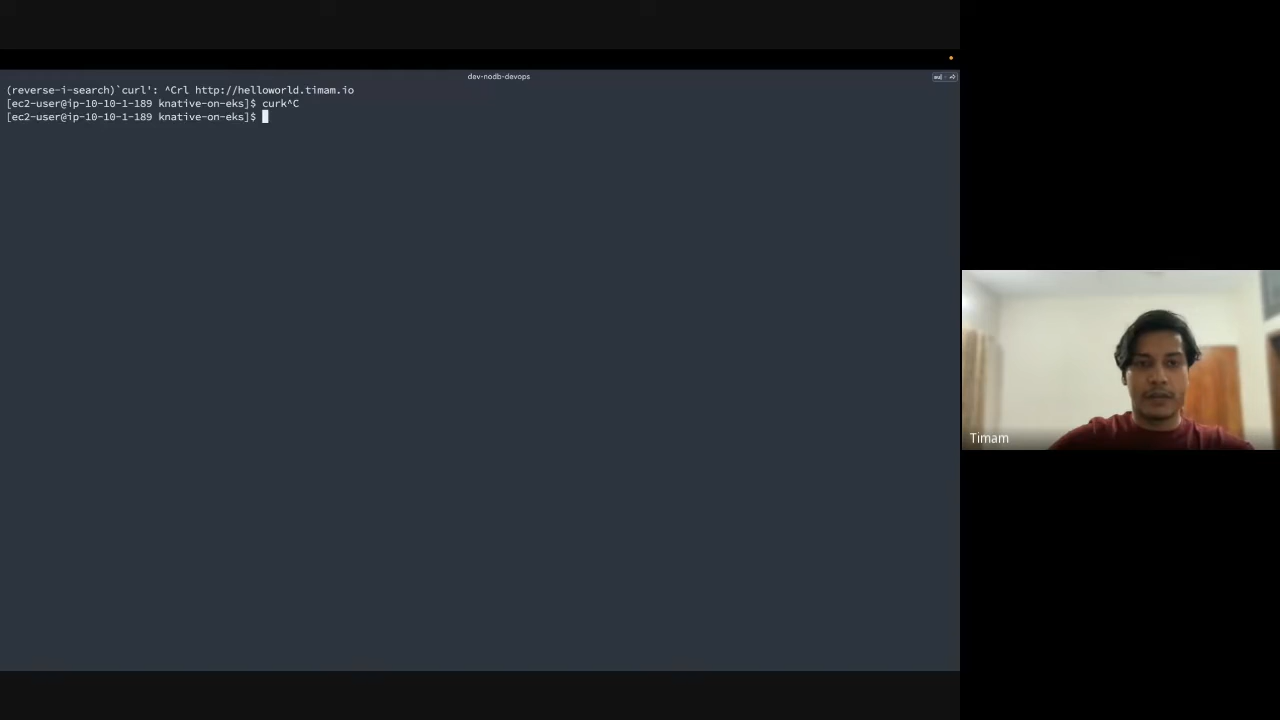 dev-nodb-devops
(reverse-i-search)`curl': ^Crl http://helloworld.timam.io
[ec2-user@ip-10-10-1-189 knative-on-eks]$ curk^C
[ec2-user@ip-10-10-1-189 knative-on-eks]$
Timam